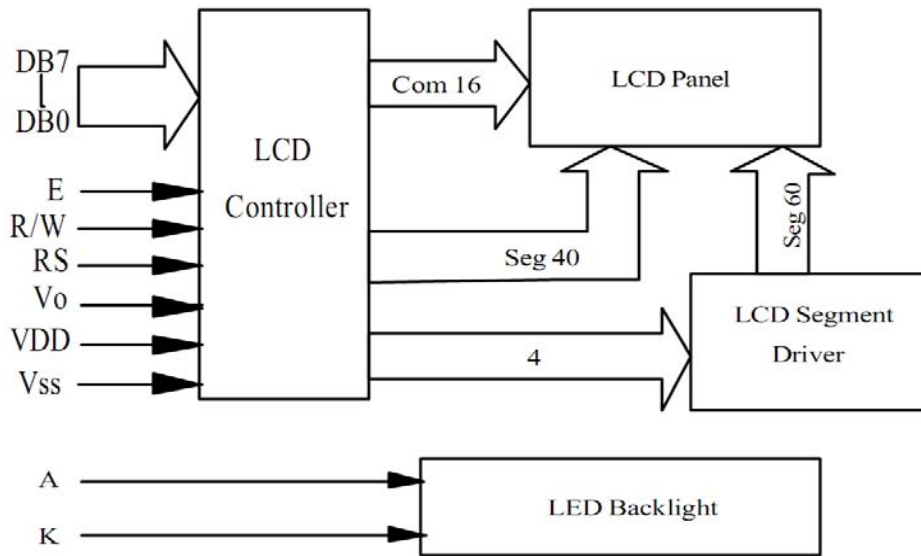 DB7
DB0
E
R/W
RS
Vo
VDD
Vss
LCD
Controller
Com 16
LCD Panel
Seg 40
Seg 60
4
LCD Segment
Driver
A
K
LED Backlight